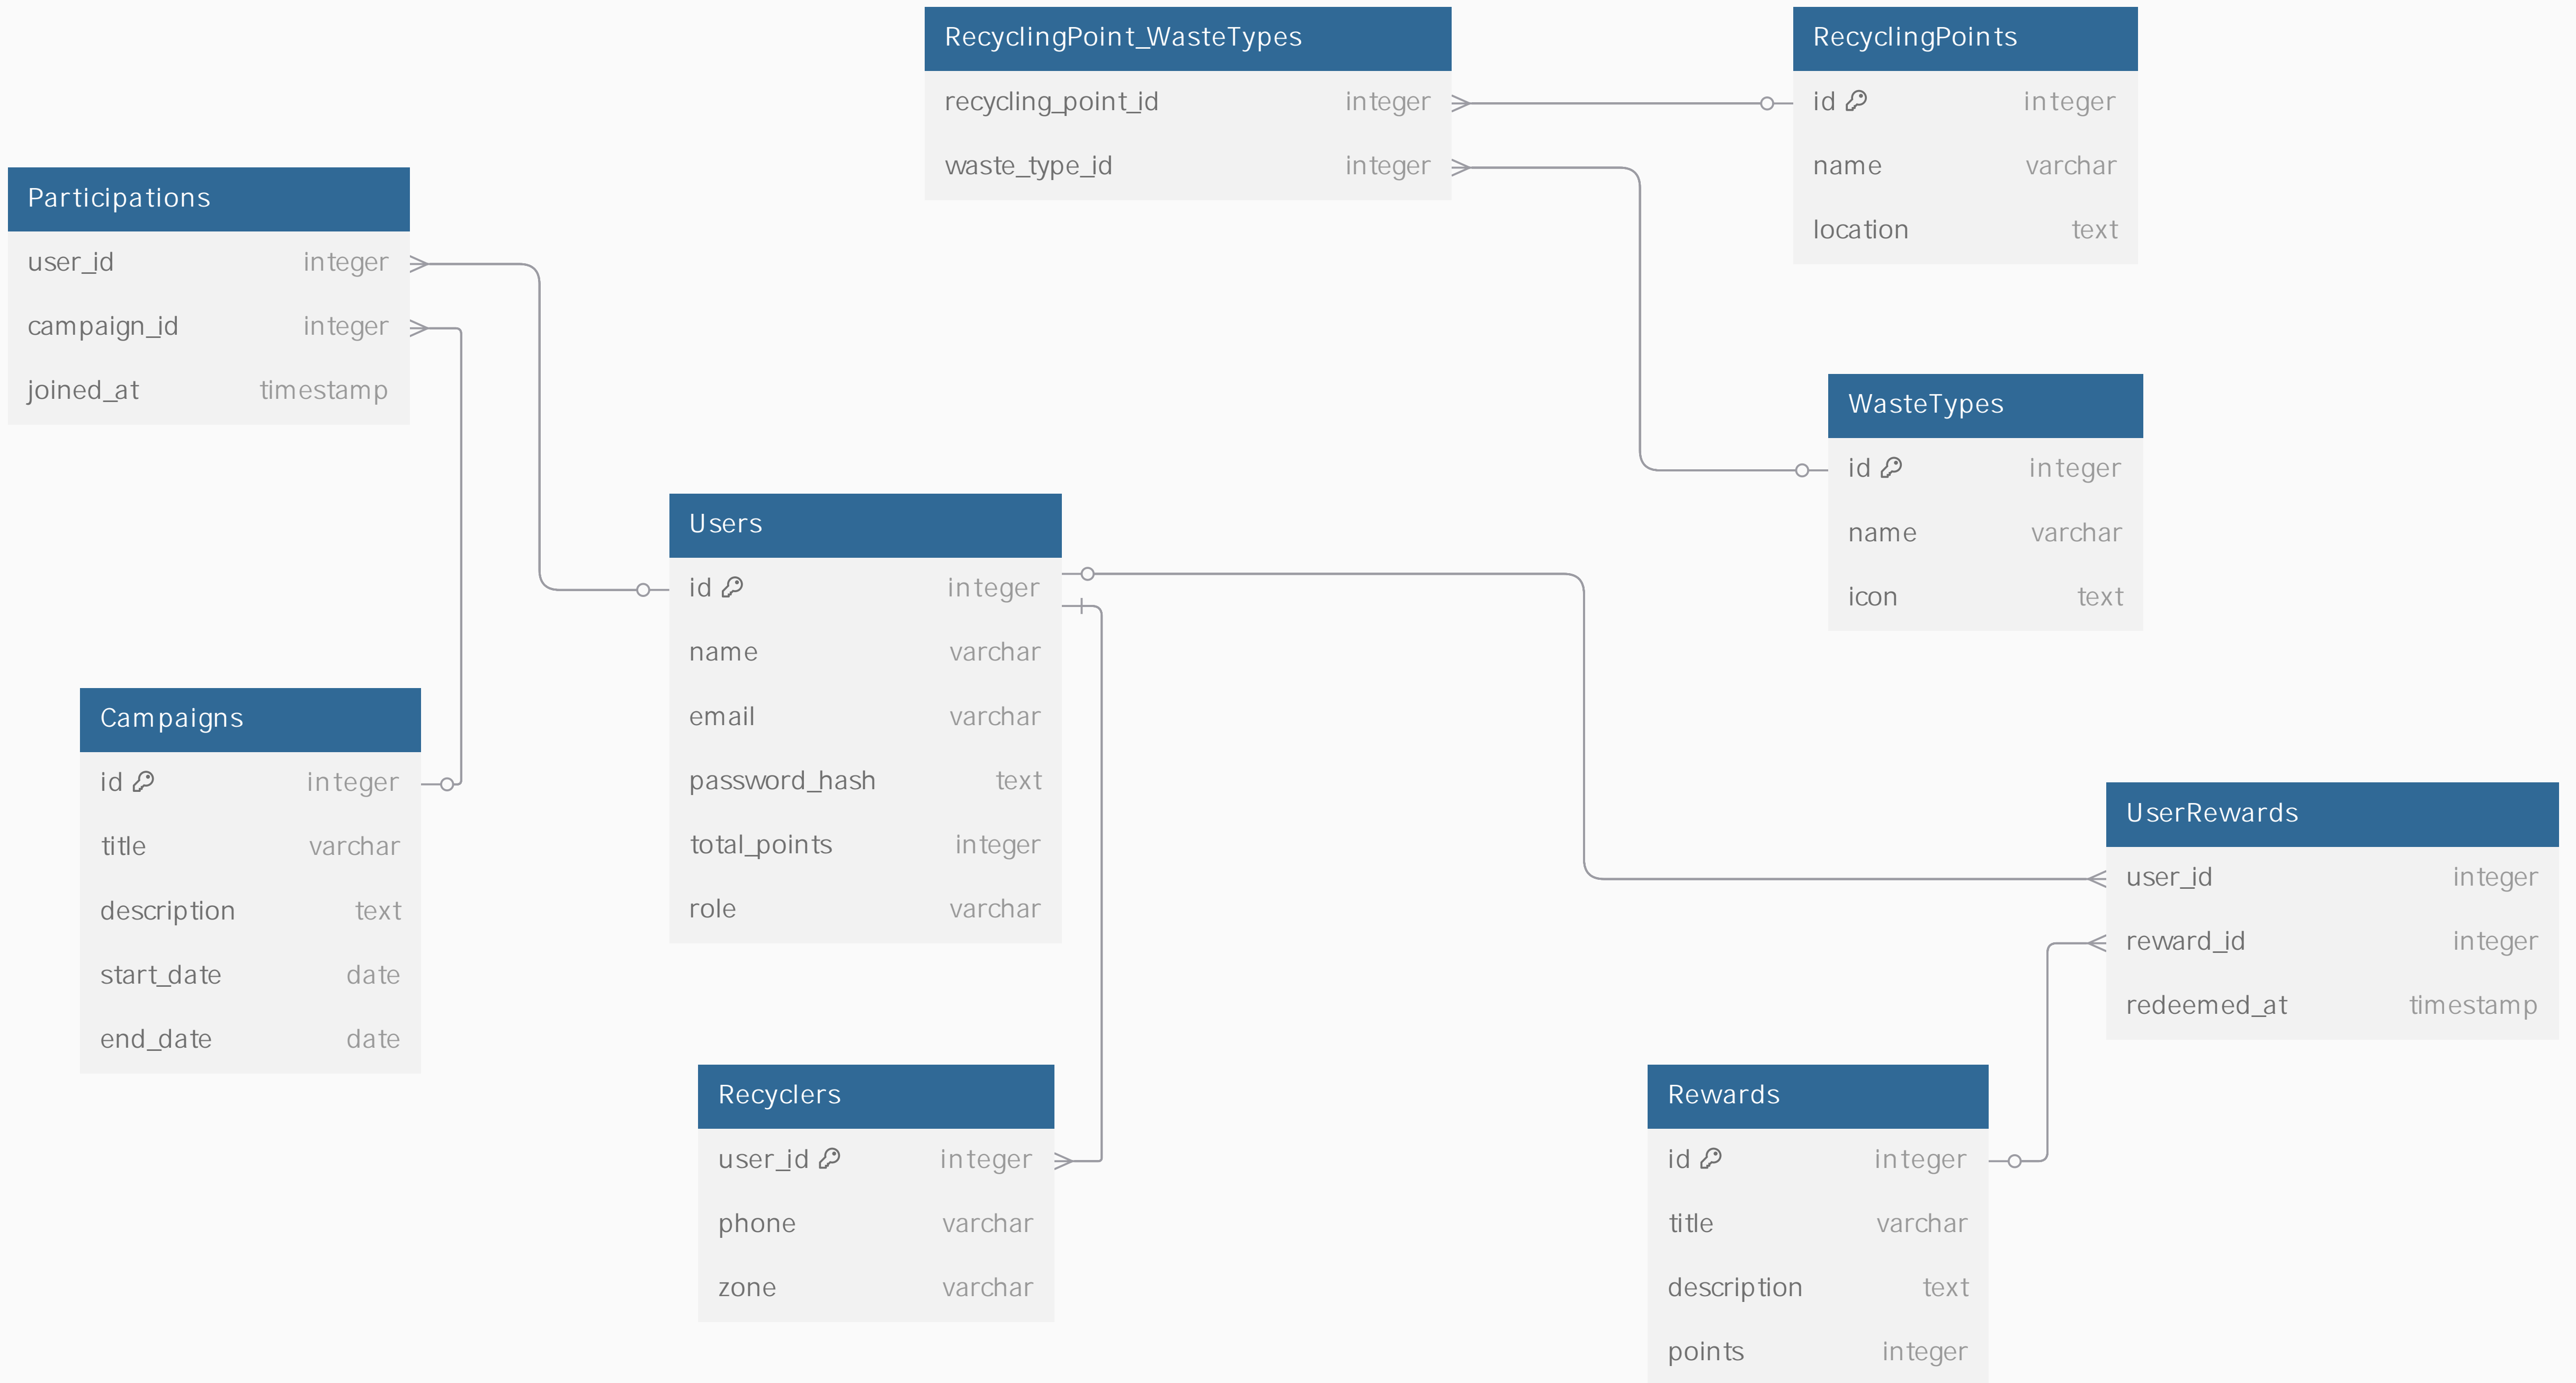 RecyclingPoint_WasteTypes
recycling_point_id integer
waste_type_id integer
RecyclingPoints
id integer
name varchar
location text
Participations
user_id integer
campaign_id integer
joined_at timestamp
WasteTypes
id integer
name varchar
icon text
Users
id integer
name varchar
email varchar
password_hash text
total_points integer
role varchar
Campaigns
id integer
title varchar
description text
start_date date
end_date date
UserRewards
user_id integer
reward_id integer
redeemed_at timestamp
Recyclers
user_id integer
phone varchar
zone varchar
Rewards
id integer
title varchar
description text
points integer